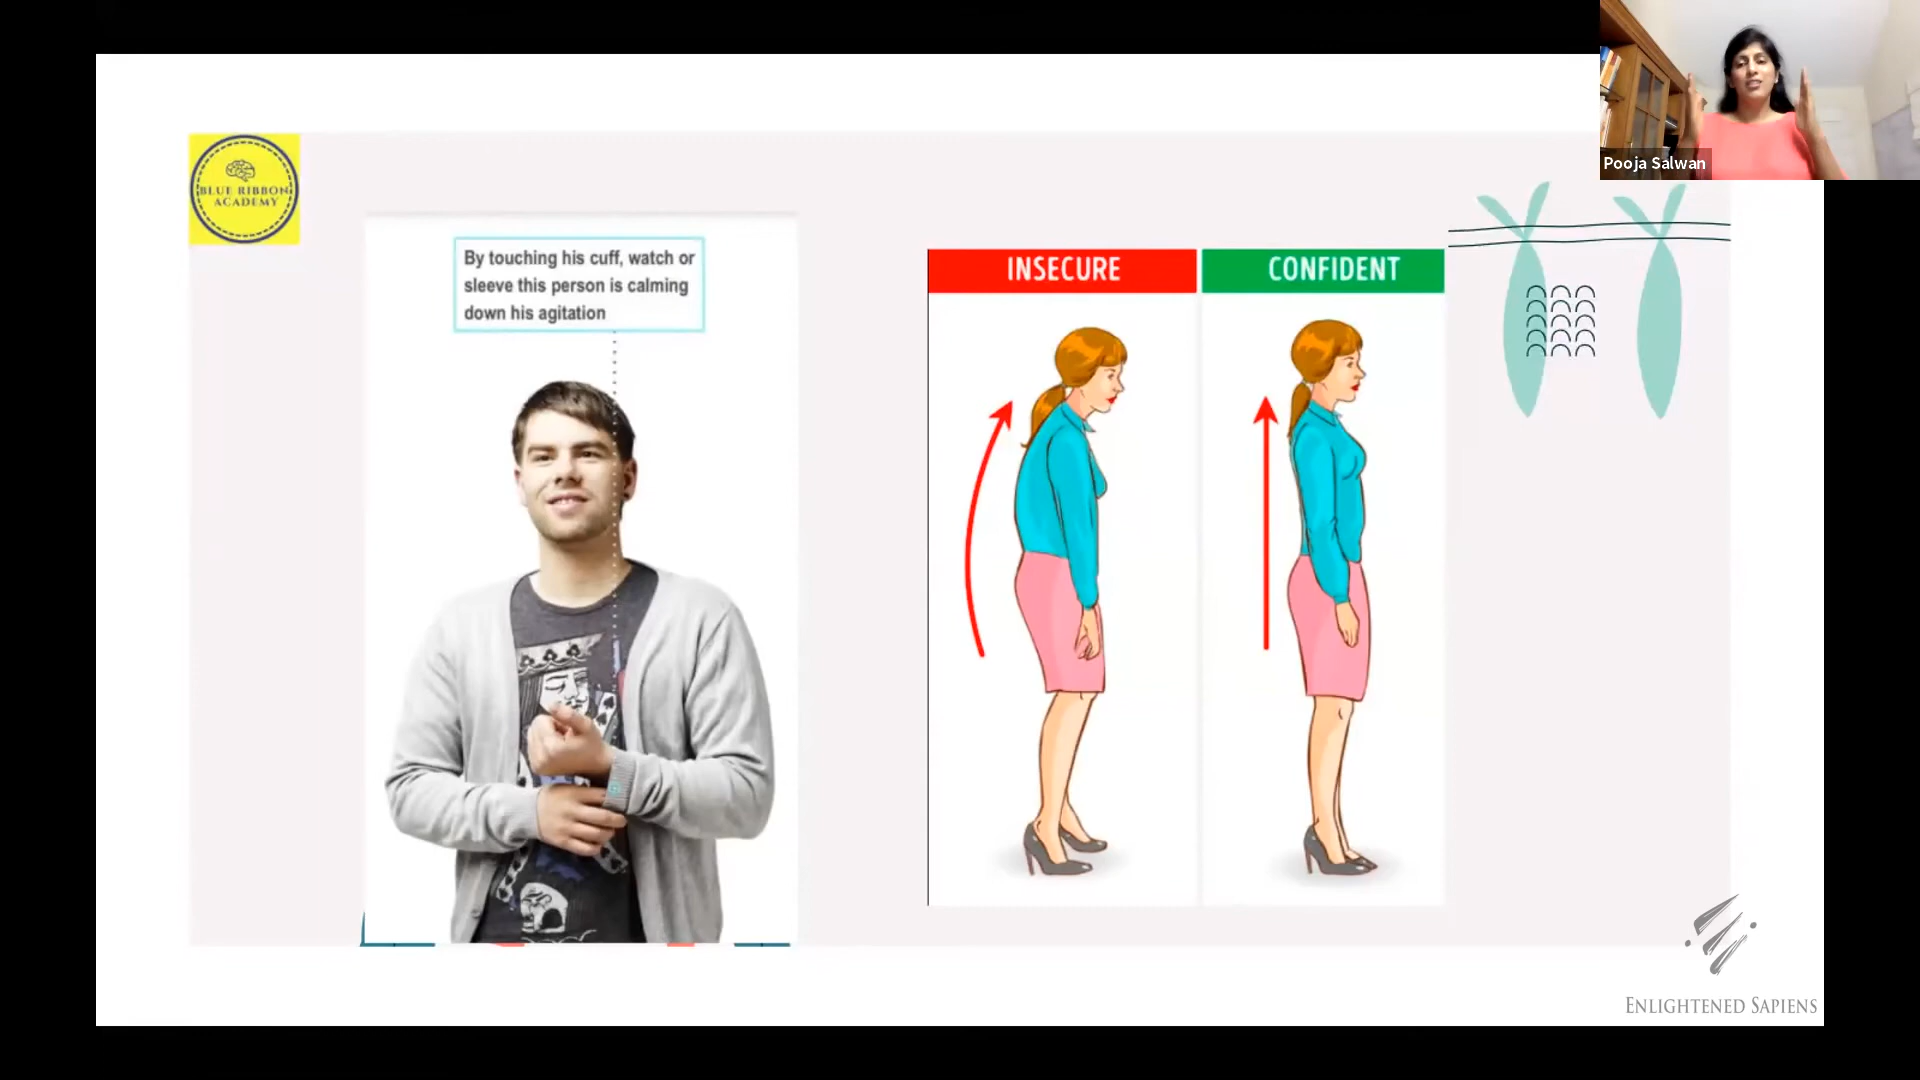 Pooja Salwan
BLUE RIBBON
ACADEMY
By touching his cuff, watch or
sleeve this person is calming
down his agitation
INSECURE
CONFIDENT
ENLIGHTENED SAPIENS